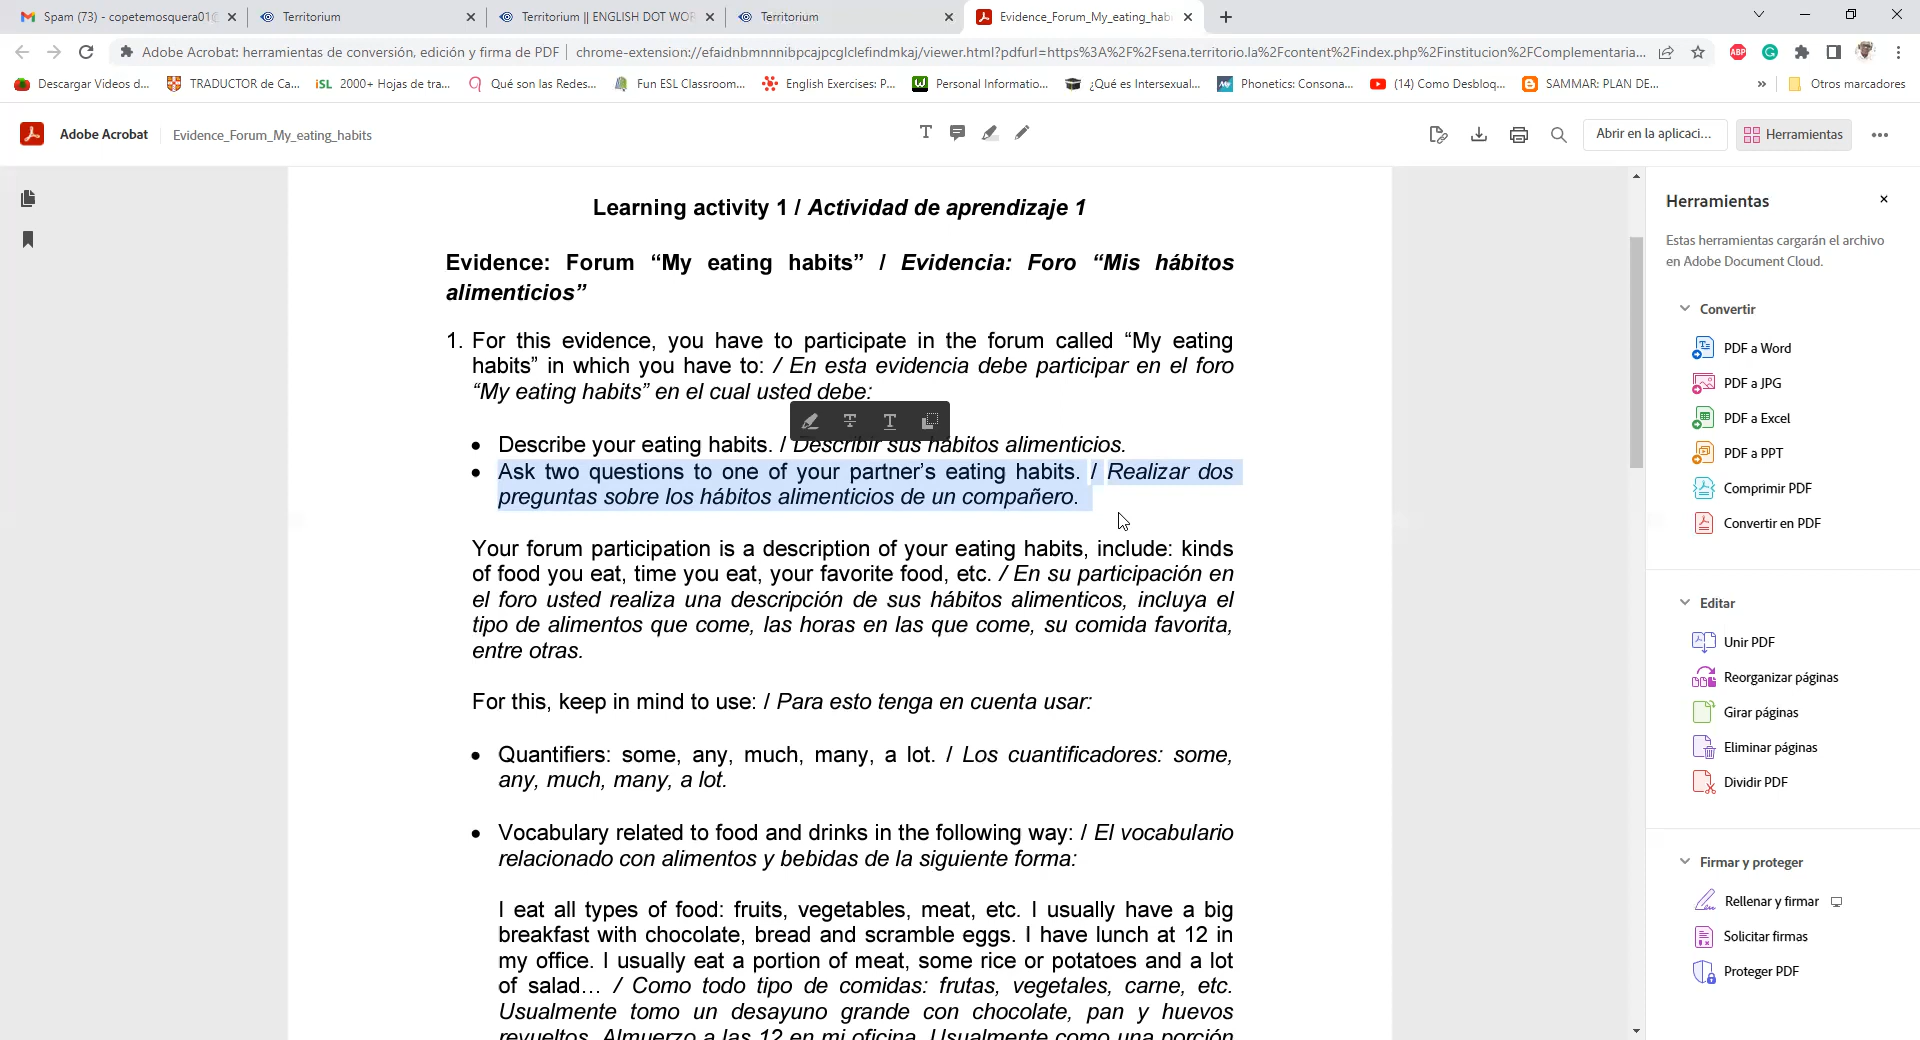 Spam (73) - copetemosquera01
Territorium
Territorium || ENGLISH DOT WOR
Territorium
Evidence_Forum_My_eating_hab
Adobe Acrobat: herramientas de conversión, edición y firma de PDF | chrome-extension://efaidnbmnnnibpcajpcglclefindmkaj/viewer.html?pdfurl=https%3A%2F%2Fsena.territorio.la%2Fcontent%2Findex.php%2Finstitucion%2FComplementaria...
ABP
Descargar Videos d...
TRADUCTOR de Ca...
iSL 2000+ Hojas de tra...
Qué son las Redes...
Fun ESL Classroom...
English Exercises: P...
Personal Informatio...
¿Qué es Intersexual...
Phonetics: Consona...
(14) Como Desbloq...
SAMMAR: PLAN DE...
»
Otros marcadores
Adobe Acrobat
Evidence_Forum_My_eating_habits
Abrir en la aplicaci...
Herramientas
Learning activity 1 / Actividad de aprendizaje 1
Evidence: Forum “My eating habits” / Evidencia: Foro “Mis hábitos
alimenticios”
1. For this evidence, you have to participate in the forum called “My eating
habits” in which you have to: / En esta evidencia debe participar en el foro
“My eating habits” en el cual usted debe:
• Describe your eating habits. / Describir sus hábitos alimenticios.
• Ask two questions to one of your partner’s eating habits. / Realizar dos
preguntas sobre los hábitos alimenticios de un compañero.
Your forum participation is a description of your eating habits, include: kinds
of food you eat, time you eat, your favorite food, etc. / En su participación en
el foro usted realiza una descripción de sus hábitos alimenticos, incluya el
tipo de alimentos que come, las horas en las que come, su comida favorita,
entre otras.
For this, keep in mind to use: / Para esto tenga en cuenta usar:
• Quantifiers: some, any, much, many, a lot. / Los cuantificadores: some,
any, much, many, a lot.
• Vocabulary related to food and drinks in the following way: / El vocabulario
relacionado con alimentos y bebidas de la siguiente forma:
I eat all types of food: fruits, vegetables, meat, etc. I usually have a big
breakfast with chocolate, bread and scramble eggs. I have lunch at 12 in
my office. I usually eat a portion of meat, some rice or potatoes and a lot
of salad… / Como todo tipo de comidas: frutas, vegetales, carne, etc.
Usualmente tomo un desayuno grande con chocolate, pan y huevos
revueltos. Almuerzo a las 12 en mi oficina. Usualmente como una porción
Herramientas
Estas herramientas cargarán el archivo
en Adobe Document Cloud.
Convertir
PDF a Word
PDF a JPG
PDF a Excel
PDF a PPT
Comprimir PDF
Convertir en PDF
Editar
Unir PDF
Reorganizar páginas
Girar páginas
Eliminar páginas
Dividir PDF
Firmar y proteger
Rellenar y firmar
Solicitar firmas
Proteger PDF